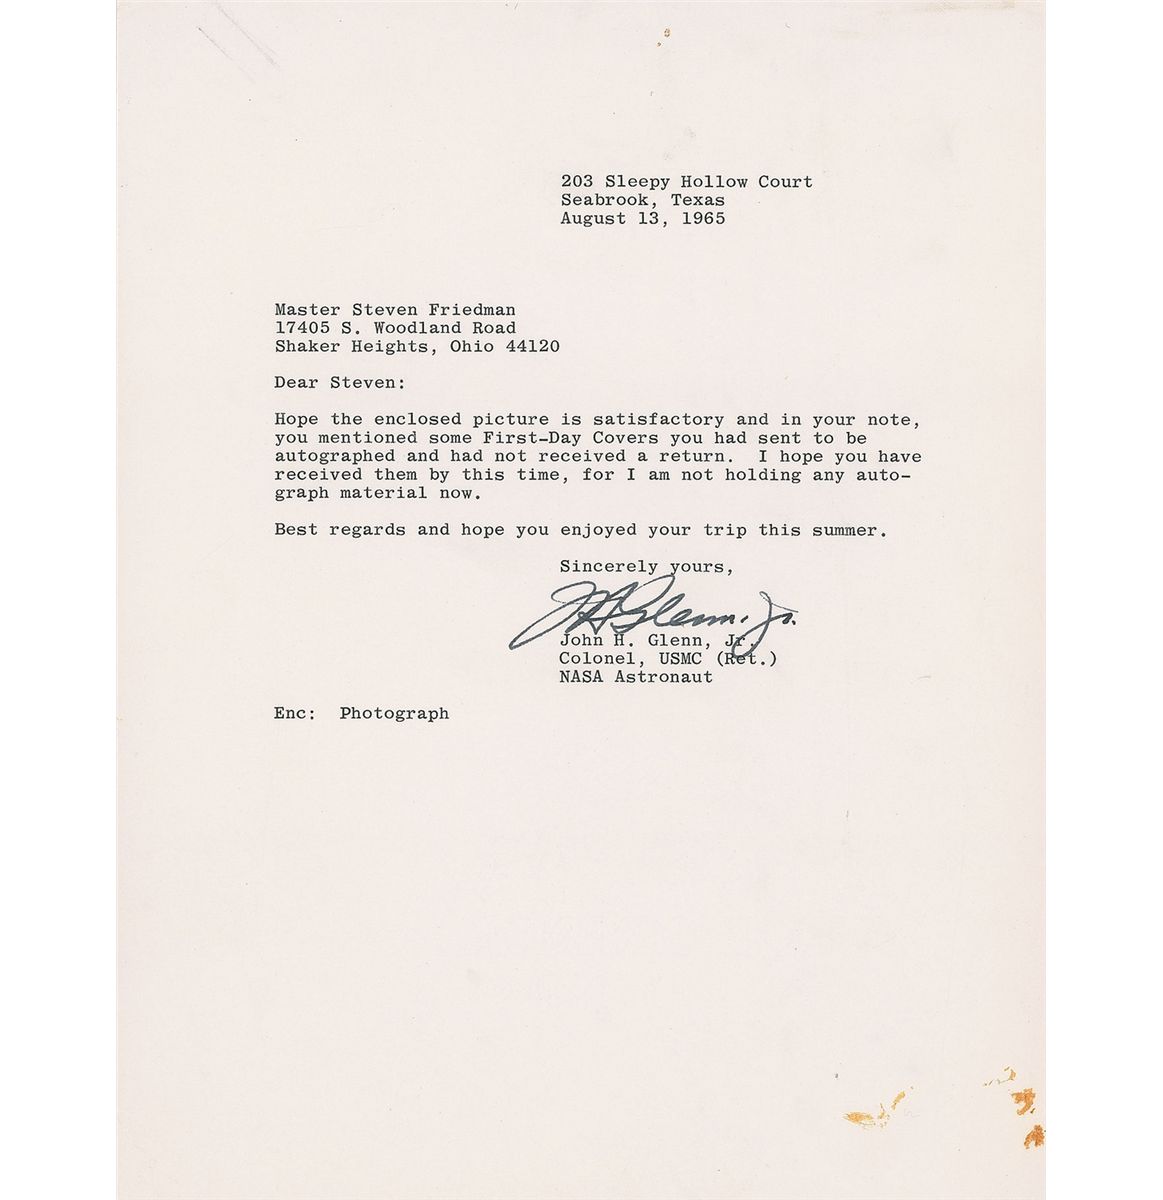 203 Sleepy Hollow Court
Seabrook, Texas
August 13, 1965
Master Steven Friedman
17405 S. Woodland Road
Shaker Heights, Ohio 44120
Dear Steven:
Hope the enclosed picture is satisfactory and in your note,
you mentioned some First-Day Covers you had sent to be
autographed and had not received a return.  I hope you have
received them by this time, for I am not holding any auto-
graph material now.
Best regards and hope you enjoyed your trip this summer.
Sincerely yours,
JHGlenn. Jr.
John H. Glenn, Jr.
Colonel, USMC (Ret.)
NASA Astronaut
Enc:  Photograph